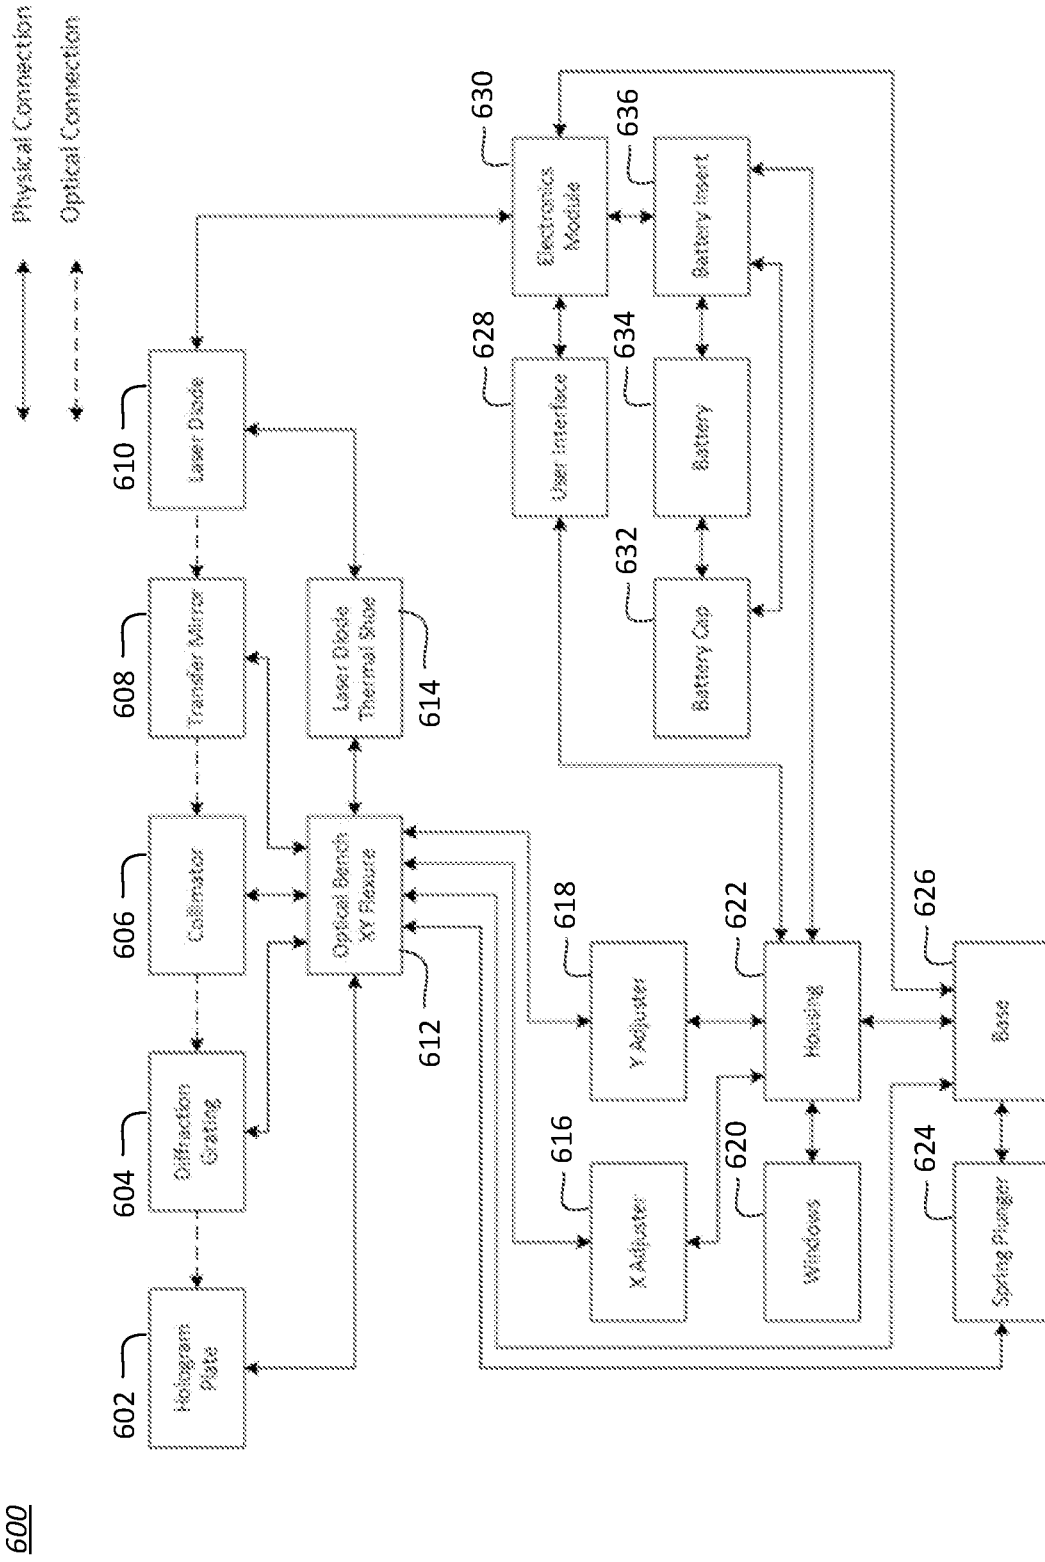 600
Physical Connection
Optical Connection
602
Hologram
Plate
604
Diffraction
Grating
606
Collimator
608
Transfer Mirror
610
Laser Diode
612
Optical Bench
XY Flexure
614
Laser Diode
Thermal Shoe
616
X Adjuster
618
Y Adjuster
628
User Interface
630
Electronics
Module
632
Battery Cap
634
Battery
636
Battery Insert
620
Windows
622
Housing
624
Spring Plunger
626
Base